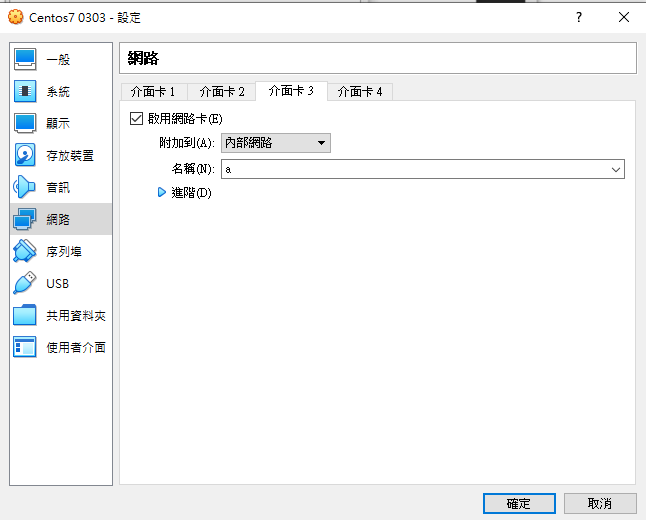 Centos7 0303 - 設定
?
一般
系統
顯示
存放裝置
音訊
網路
序列埠
USB
共用資料夾
使用者介面
網路
介面卡 1 介面卡 2 介面卡 3 介面卡 4
啟用網路卡(E)
附加到(A): 內部網路
名稱(N): a
進階(D)
確定 取消